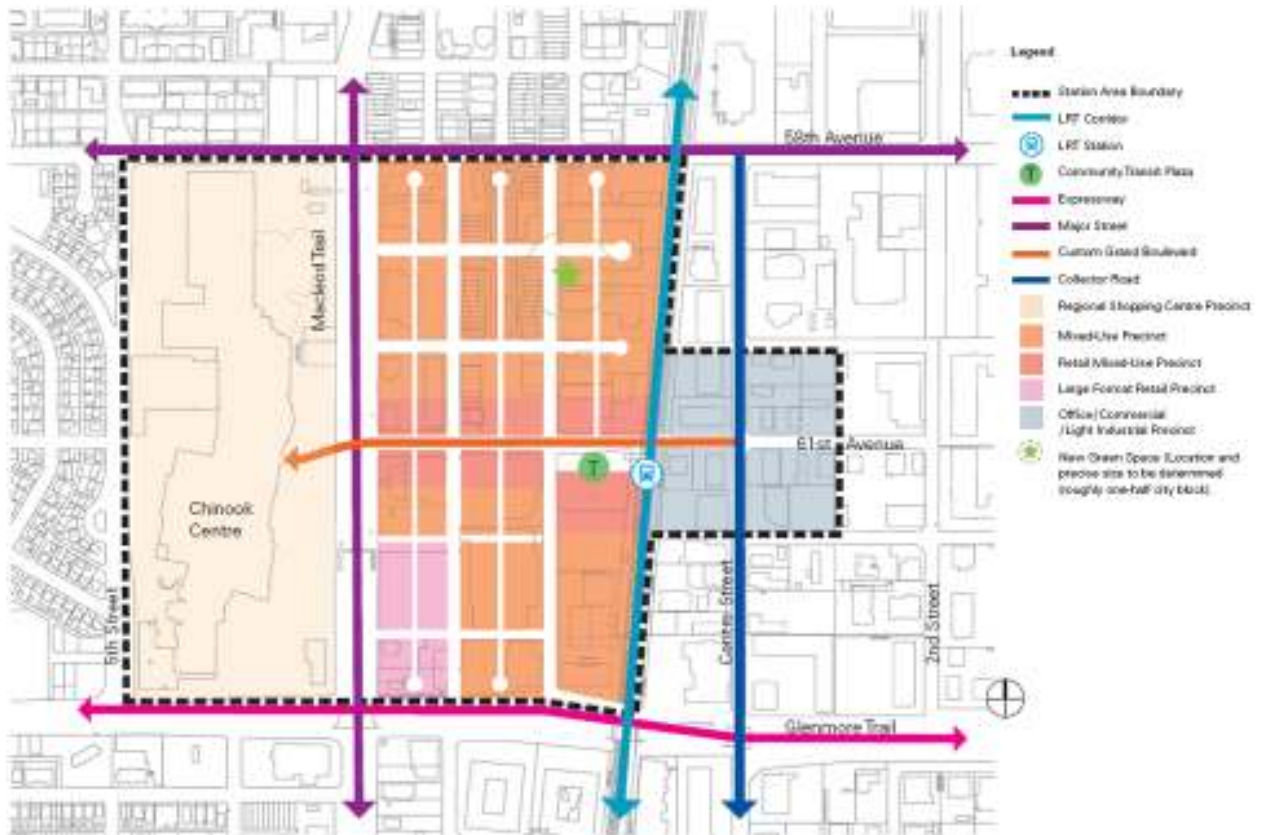 Legend
Station Area Boundary
LRT Corridor
LRT Station
T
Community Transit Plaza
Expressway
Major Street
Custom Grand Boulevard
Collector Road
Regional Shopping Centre Precinct
Mixed-Use Precinct
Retail Mixed-Use Precinct
Large Format Retail Precinct
Office/Commercial
/Light Industrial Precinct
New Green Space (Location and
precise size to be determined
(roughly one-half city block)
58th Avenue
Macleod Trail
61st Avenue
T
Chinook
Centre
5th Street
Centre Street
2nd Street
Glenmore Trail